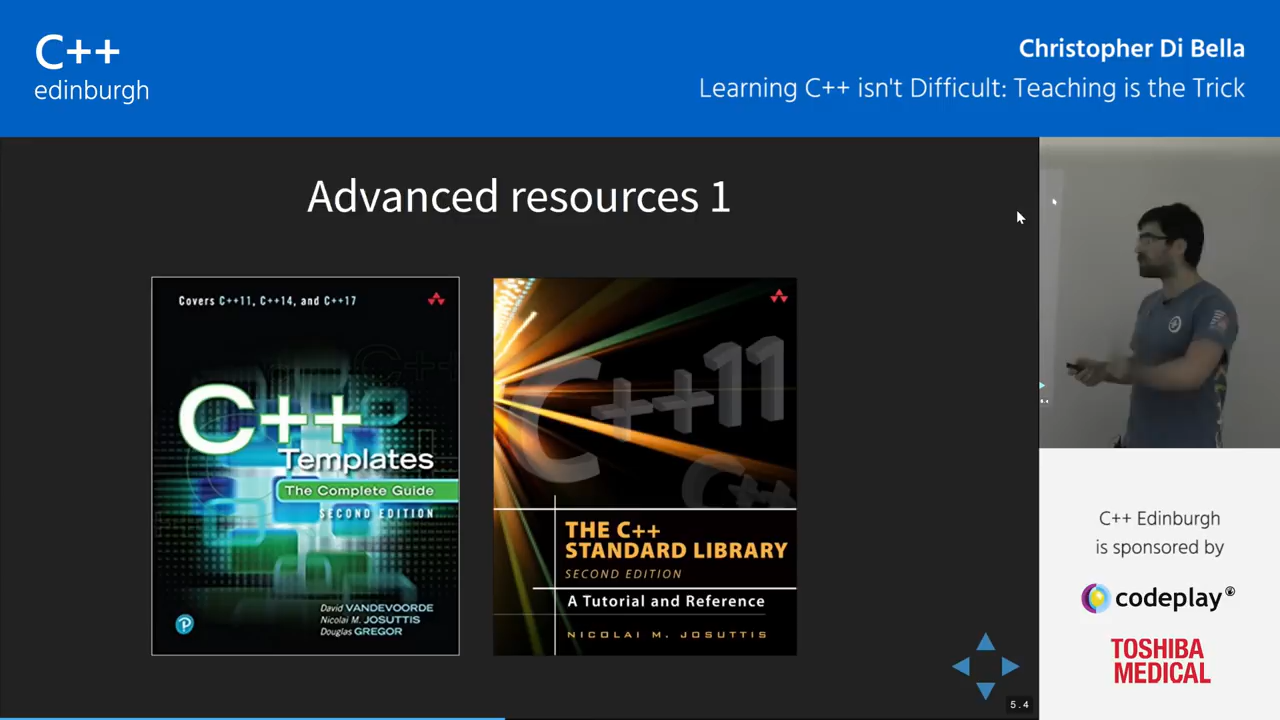 C++
edinburgh
Christopher Di Bella
Learning C++ isn't Difficult: Teaching is the Trick
Advanced resources 1
Covers C++11, C++14, and C++17
C++
Templates
The Complete Guide
SECOND EDITION
David VANDEVOORDE
Nicolai M. JOSUTTIS
Douglas GREGOR
C++11
C++
THE C++
STANDARD LIBRARY
SECOND EDITION
A Tutorial and Reference
NICOLAI M. JOSUTTIS
C++ Edinburgh
is sponsored by
codeplay
TOSHIBA
MEDICAL
5.4